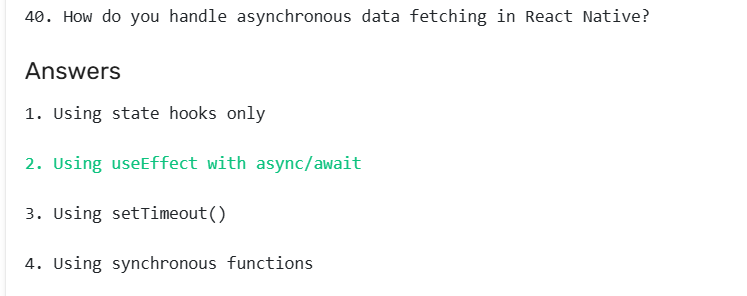 40. How do you handle asynchronous data fetching in React Native?
Answers
1. Using state hooks only
2. Using useEffect with async/await
3. Using setTimeout()
4. Using synchronous functions